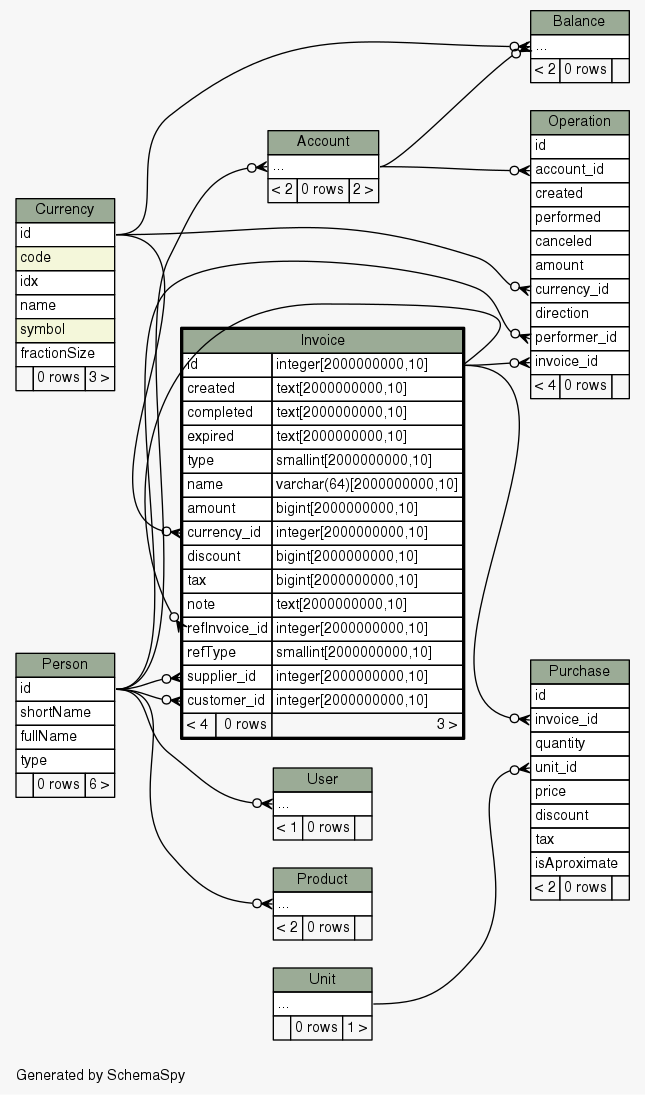 Balance
...
< 2 0 rows
Operation
id
account_id
created
performed
canceled
amount
currency_id
direction
performer_id
invoice_id
< 4 0 rows
Account
...
< 2 0 rows 2 >
Currency
id
code
idx
name
symbol
fractionSize
0 rows 3 >
Invoice
id integer[2000000000,10]
created text[2000000000,10]
completed text[2000000000,10]
expired text[2000000000,10]
type smallint[2000000000,10]
name varchar(64)[2000000000,10]
amount bigint[2000000000,10]
currency_id integer[2000000000,10]
discount bigint[2000000000,10]
tax bigint[2000000000,10]
note text[2000000000,10]
refInvoice_id integer[2000000000,10]
refType smallint[2000000000,10]
supplier_id integer[2000000000,10]
customer_id integer[2000000000,10]
< 4 0 rows 3 >
Person
id
shortName
fullName
type
0 rows 6 >
Purchase
id
invoice_id
quantity
unit_id
price
discount
tax
isAproximate
< 2 0 rows
User
...
< 1 0 rows
Product
...
< 2 0 rows
Unit
...
0 rows 1 >
Generated by SchemaSpy